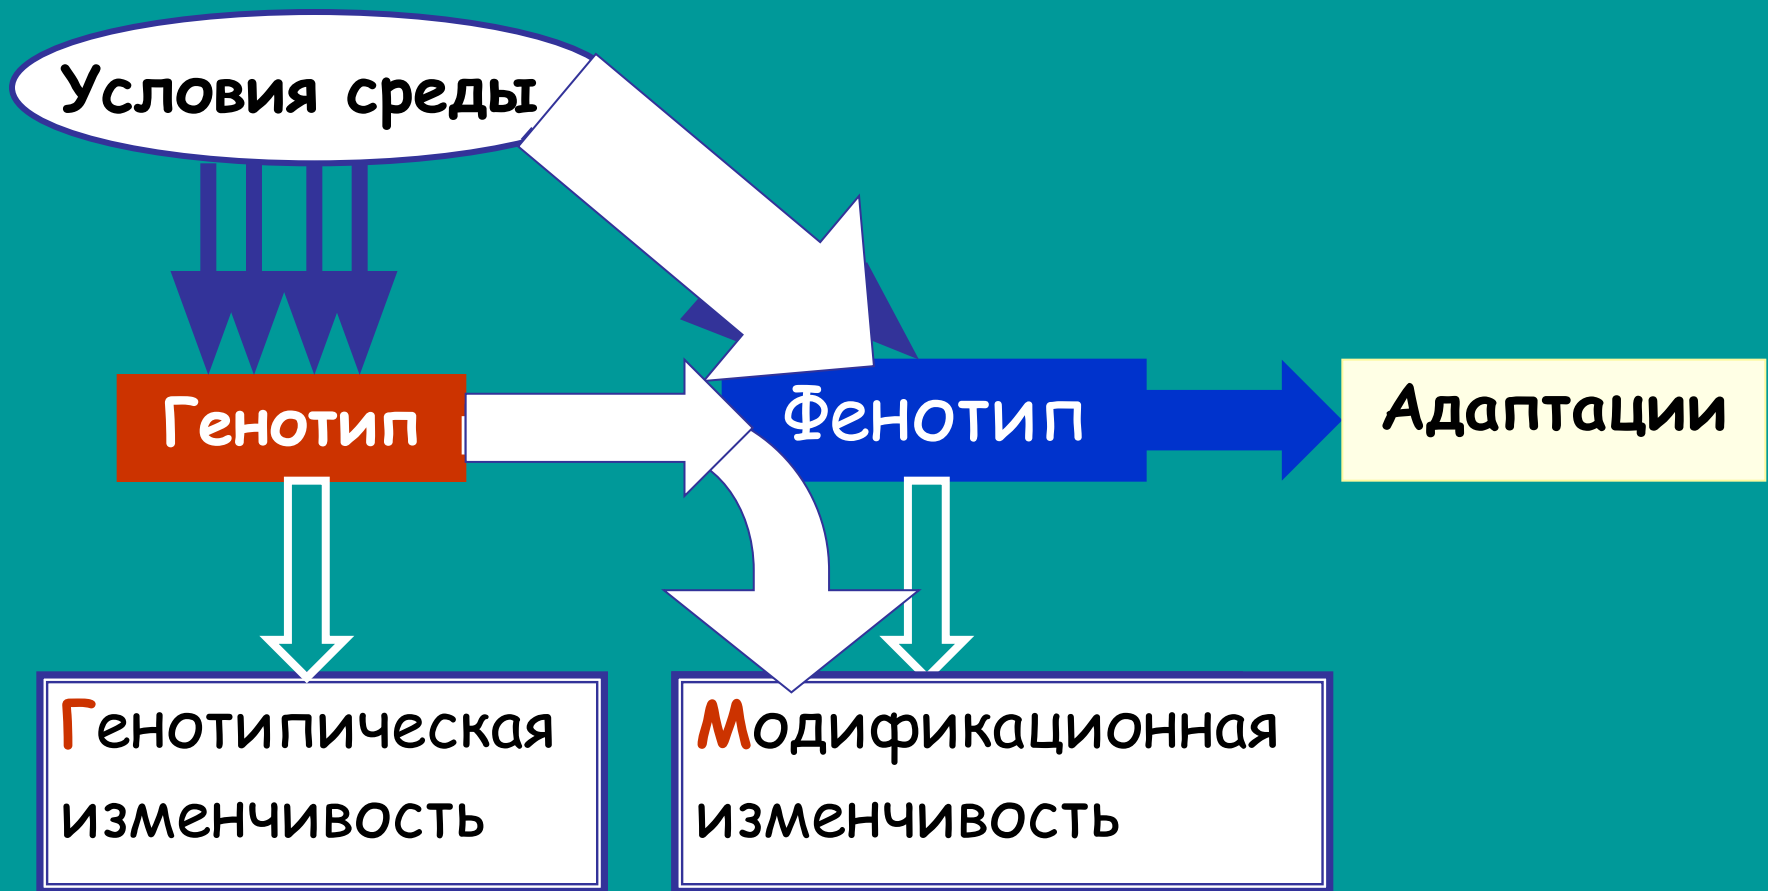 Условия среды
Генотип
Фенотип
Адаптации
Генотипическая
изменчивость
Модификационная
изменчивость